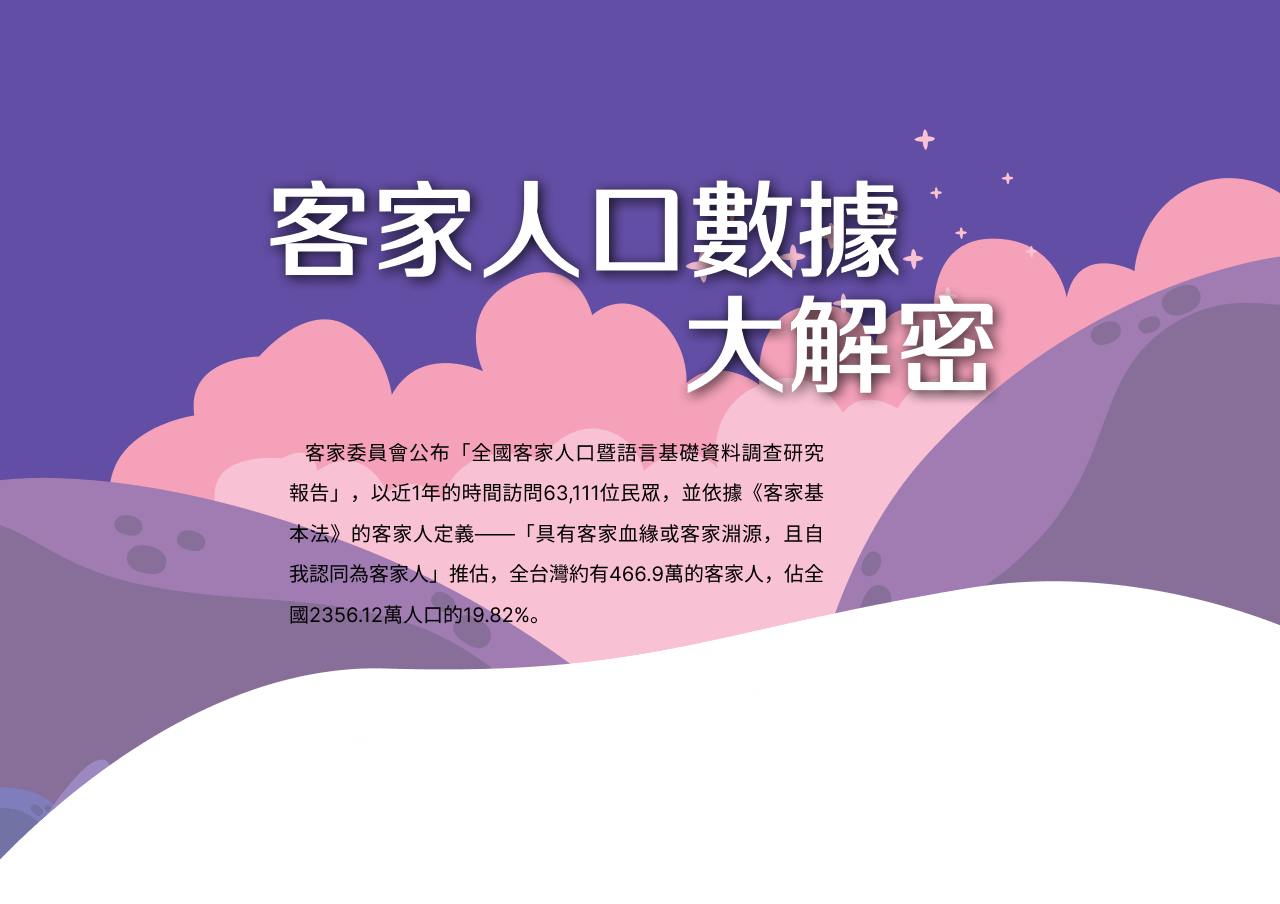 客家人口數據
大解密
客家委員會公布「全國客家人口暨語言基礎資料調查研究
報告」，以近1年的時間訪問63,111位民眾，並依據《客家基
本法》的客家人定義——「具有客家血緣或客家淵源，且自
我認同為客家人」推估，全台灣約有466.9萬的客家人，佔全
國2356.12萬人口的19.82%。